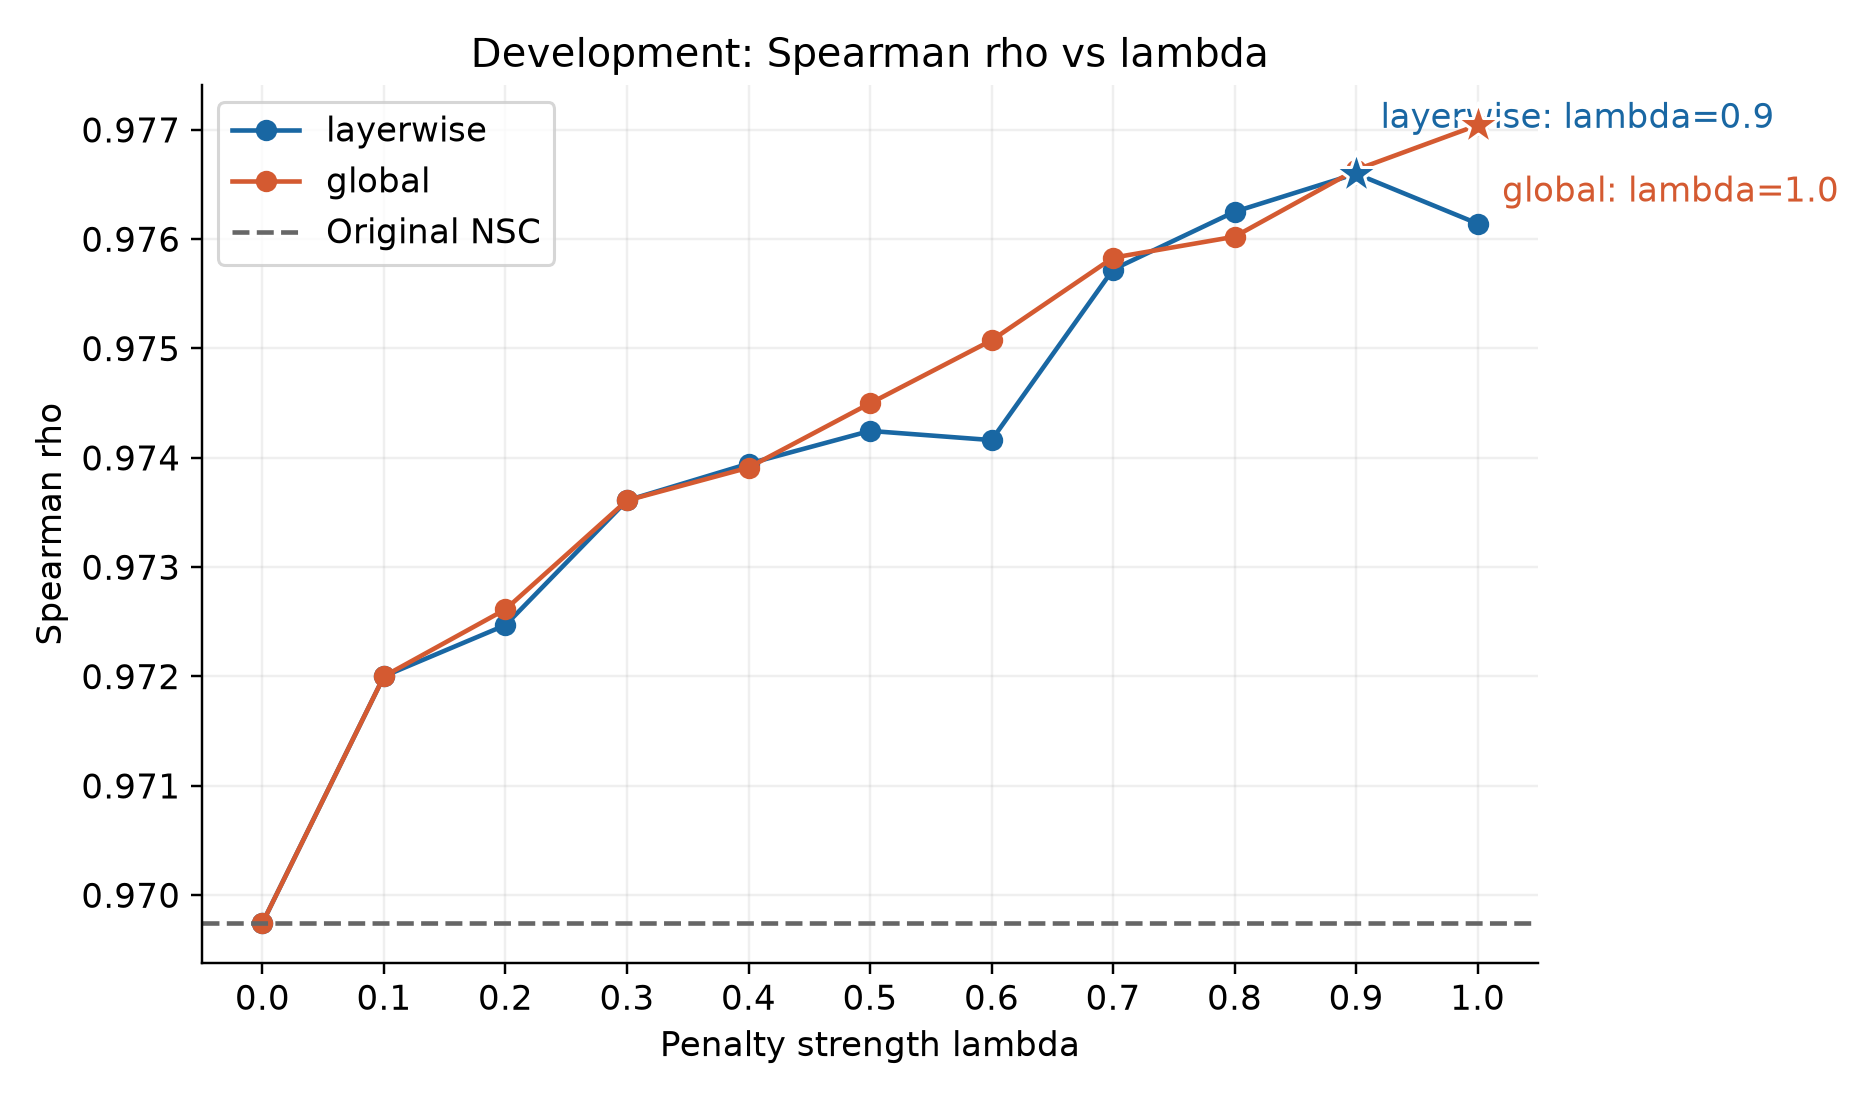 Development: Spearman rho vs lambda
layerwise
global
Original NSC
layerwise: lambda=0.9
global: lambda=1.0
0.977
0.976
0.975
0.974
0.973
0.972
0.971
0.970
Spearman rho
0.0 0.1 0.2 0.3 0.4 0.5 0.6 0.7 0.8 0.9 1.0
Penalty strength lambda